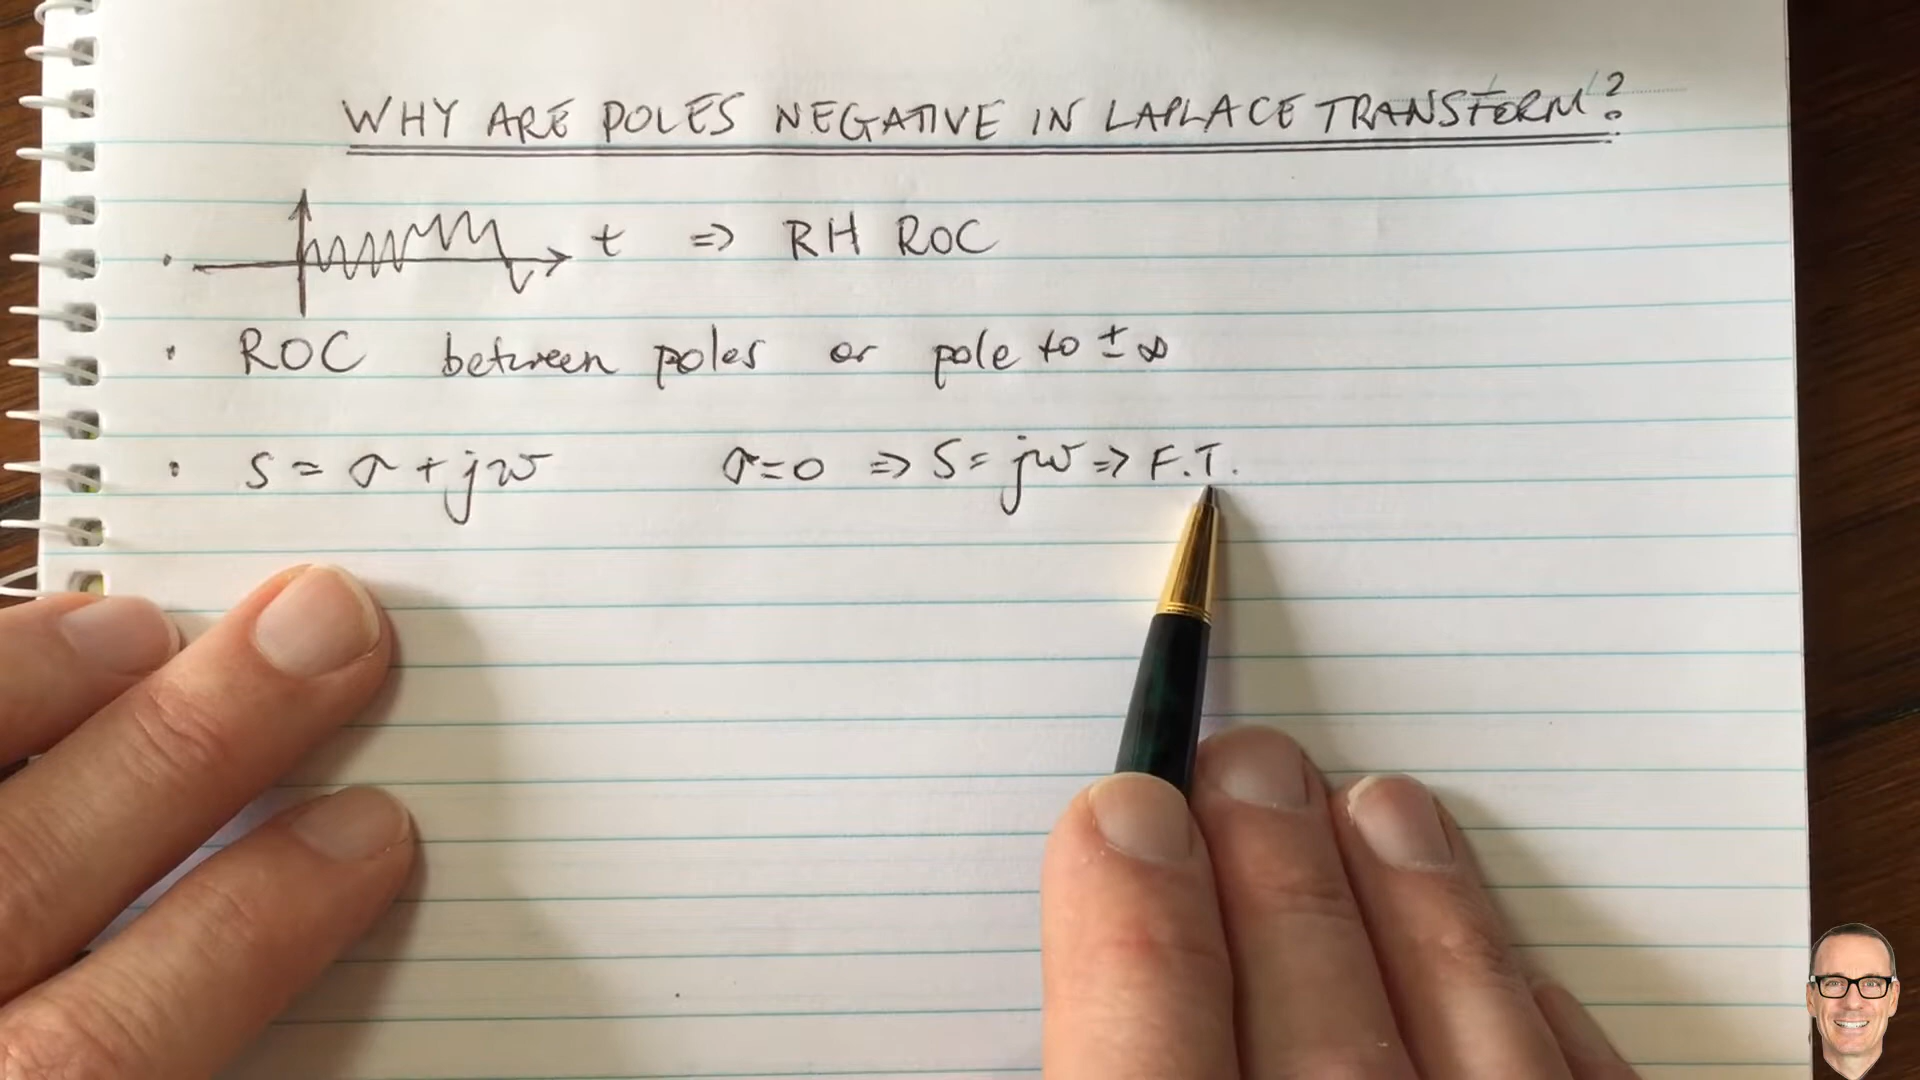 WHY ARE POLES NEGATIVE IN LAPLACE TRANSFORM?
t => RH ROC
ROC between poles or pole to ± ∞
s = σ + jω σ=0 => s = jω => F.T.